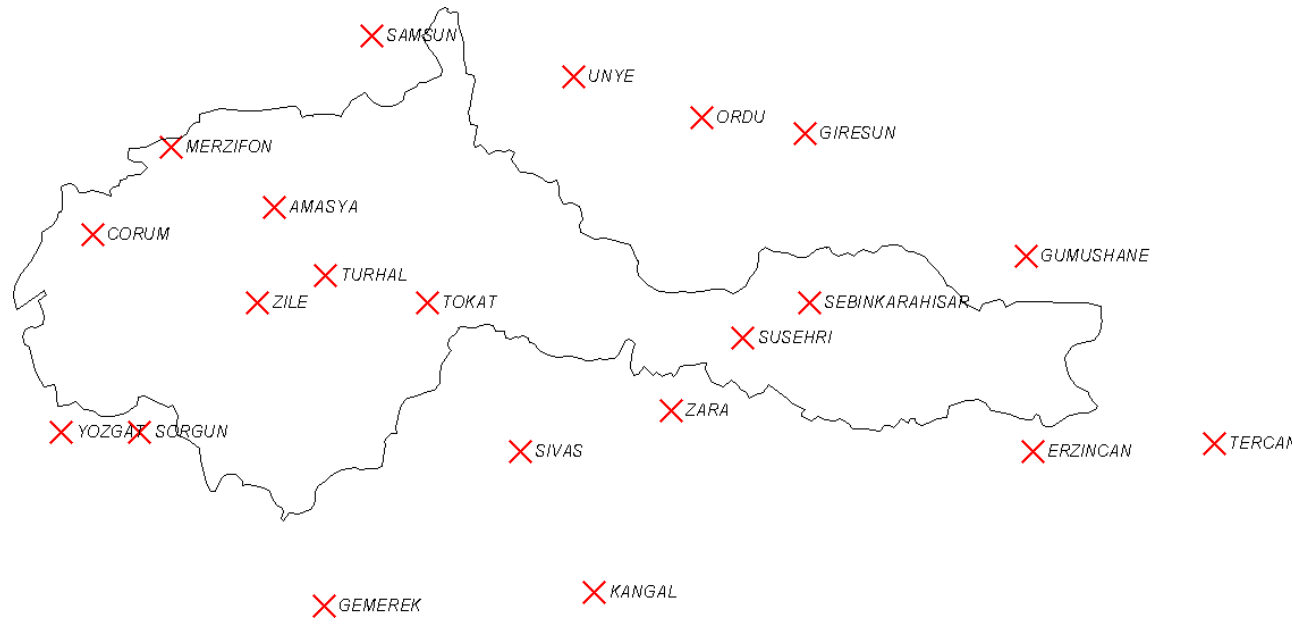 SAMSUN
UNYE
ORDU
GIRESUN
MERZIFON
AMASYA
CORUM
GUMUSHANE
TURHAL
ZILE
TOKAT
SEBINKARAHISAR
SUSEHRI
ZARA
YOZGAT
SORGUN
SIVAS
ERZINCAN
TERCAN
KANGAL
GEMEREK